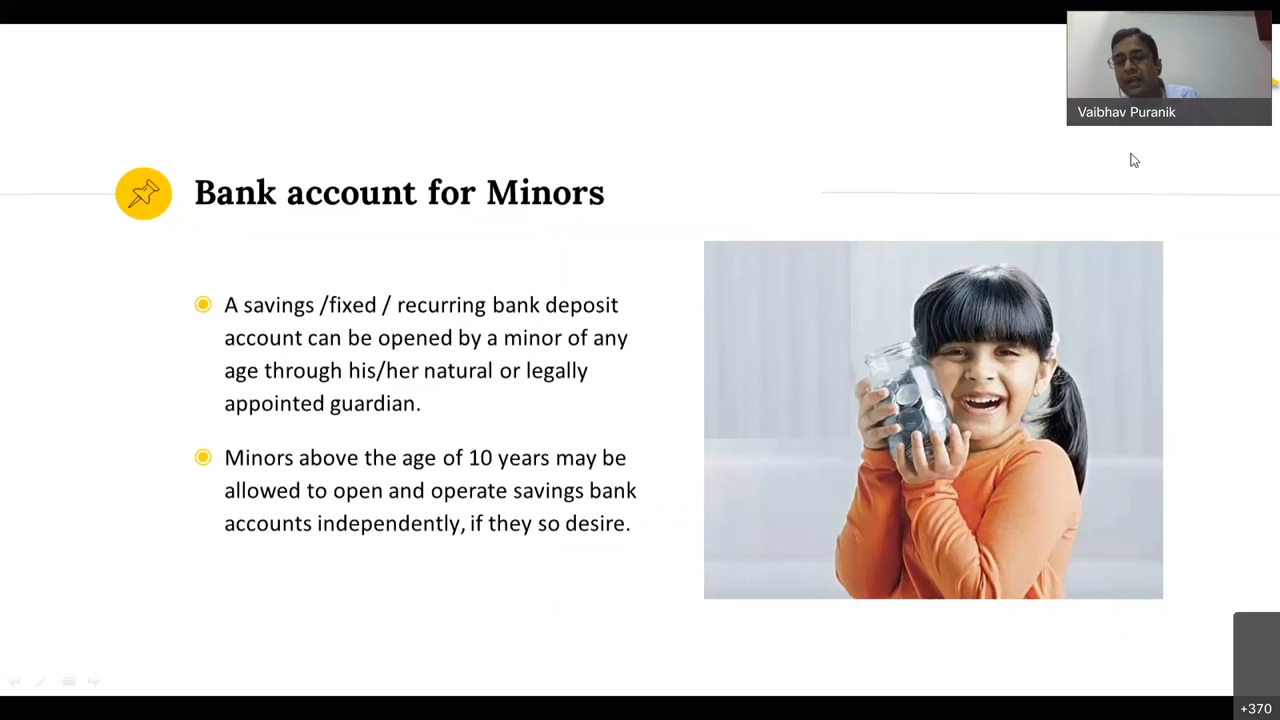 Vaibhav Puranik
Bank account for Minors
A savings /fixed / recurring bank deposit
account can be opened by a minor of any
age through his/her natural or legally
appointed guardian.
Minors above the age of 10 years may be
allowed to open and operate savings bank
accounts independently, if they so desire.
+370